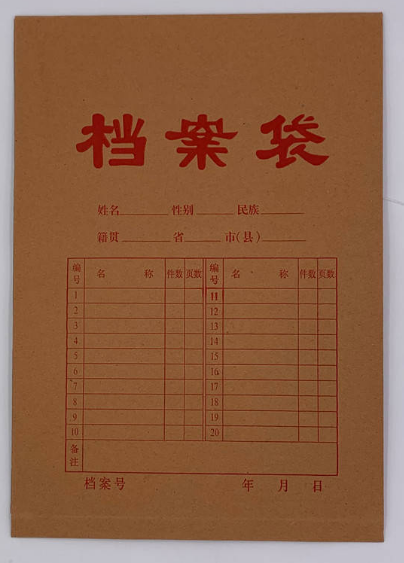 档案袋
姓名 性别 民族
籍贯 省 市(县)
编号 名 称 件数 页数 编号 名 称 件数 页数
1 11
2 12
3 13
4 14
5 15
6 16
7 17
8 18
9 19
10 20
备注
档案号 年 月 日